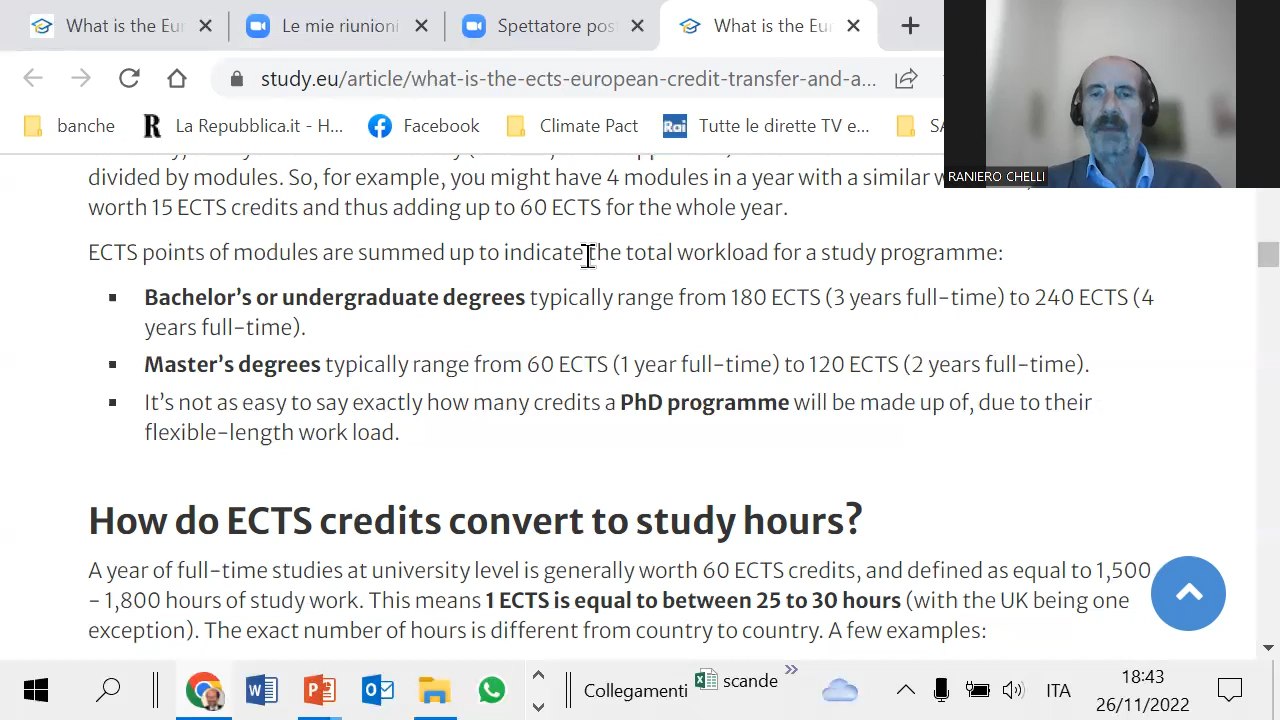 What is the Eur
Le mie riunioni
Spettatore pos
What is the Eur
study.eu/article/what-is-the-ects-european-credit-transfer-and-a...
banche
R La Repubblica.it - H...
Facebook
Climate Pact
Rai Tutte le dirette TV e...
SA
RANIERO CHELLI
divided by modules. So, for example, you might have 4 modules in a year with a similar w
worth 15 ECTS credits and thus adding up to 60 ECTS for the whole year.
ECTS points of modules are summed up to indicate the total workload for a study programme:
Bachelor's or undergraduate degrees typically range from 180 ECTS (3 years full-time) to 240 ECTS (4
years full-time).
Master's degrees typically range from 60 ECTS (1 year full-time) to 120 ECTS (2 years full-time).
It's not as easy to say exactly how many credits a PhD programme will be made up of, due to their
flexible-length work load.
How do ECTS credits convert to study hours?
A year of full-time studies at university level is generally worth 60 ECTS credits, and defined as equal to 1,500
– 1,800 hours of study work. This means 1 ECTS is equal to between 25 to 30 hours (with the UK being one
exception). The exact number of hours is different from country to country. A few examples:
Collegamenti
scande
ITA
18:43
26/11/2022